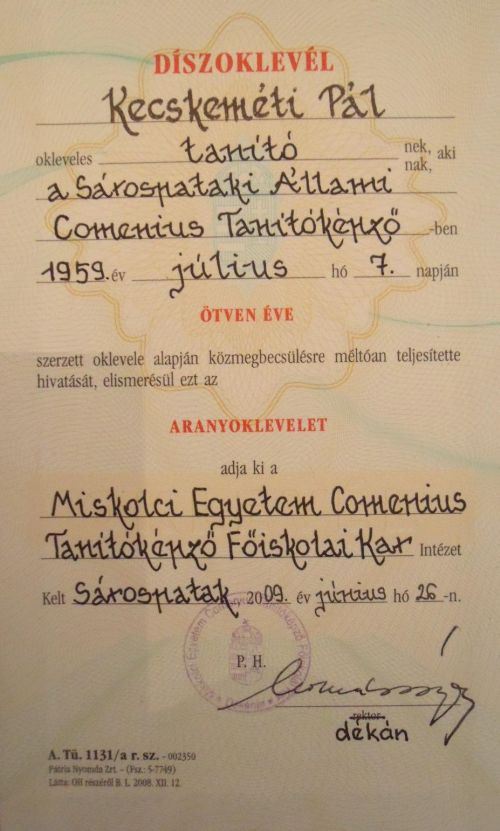 DÍSZOKLEVÉL
Kecskeméti Pál
okleveles tanító nek, nak, aki
a Sárospataki Állami
Comenius Tanítóképző -ben
1959. év július hó 7. napján
ÖTVEN ÉVE
szerzett oklevele alapján közmegbecsülésre méltóan teljesítette
hivatását, elismerésül ezt az
ARANYOKLEVELET
adja ki a
Miskolci Egyetem Comenius
Tanítóképző Főiskolai Kar Intézet
Kelt Sárospatak, 2009. év június hó 26 -n.
P. H.
rektor
dékán
A. Tü. 1131/a r. sz. - 002350
Pátria Nyomda Zrt. – (Fsz.: 5-7749)
Látta: OH részéről B. I. 2008. XII. 12